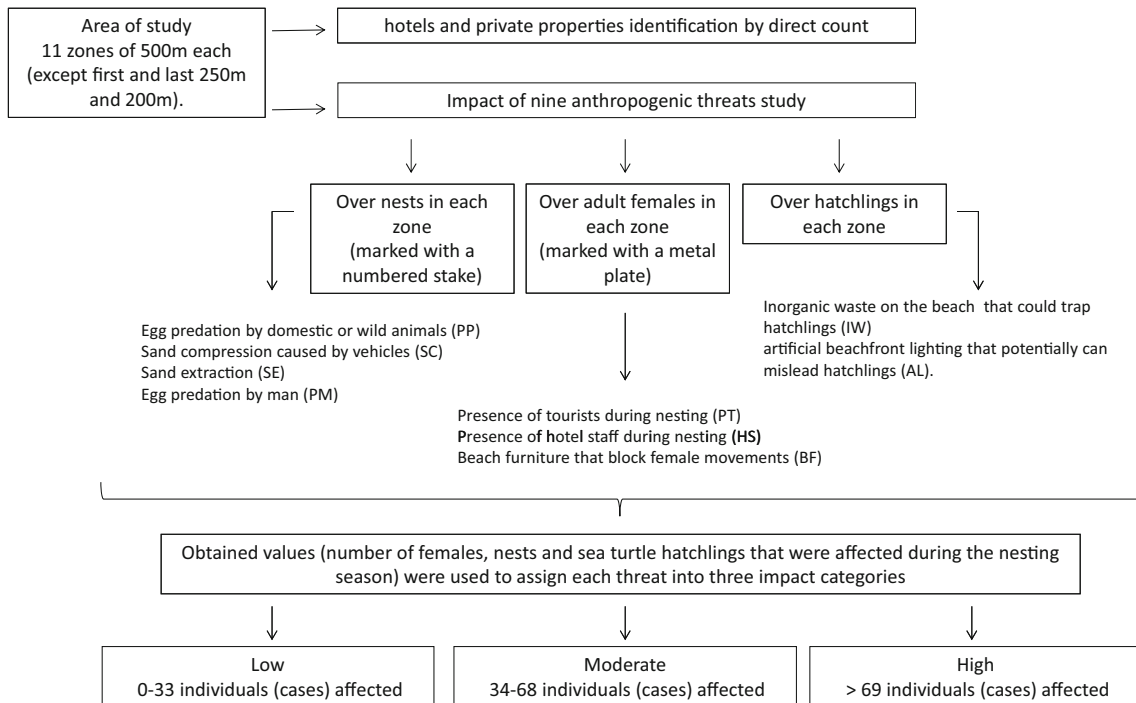 Area of study
11 zones of 500m each
(except first and last 250m
and 200m).
hotels and private properties identification by direct count
Impact of nine anthropogenic threats study
Over nests in each
zone
(marked with a
numbered stake)
Over adult females in
each zone
(marked with a metal
plate)
Over hatchlings in
each zone
Egg predation by domestic or wild animals (PP)
Sand compression caused by vehicles (SC)
Sand extraction (SE)
Egg predation by man (PM)
Presence of tourists during nesting (PT)
Presence of hotel staff during nesting (HS)
Beach furniture that block female movements (BF)
Inorganic waste on the beach that could trap
hatchlings (IW)
artificial beachfront lighting that potentially can
mislead hatchlings (AL).
Obtained values (number of females, nests and sea turtle hatchlings that were affected during the nesting
season) were used to assign each threat into three impact categories
Low
0-33 individuals (cases) affected
Moderate
34-68 individuals (cases) affected
High
> 69 individuals (cases) affected